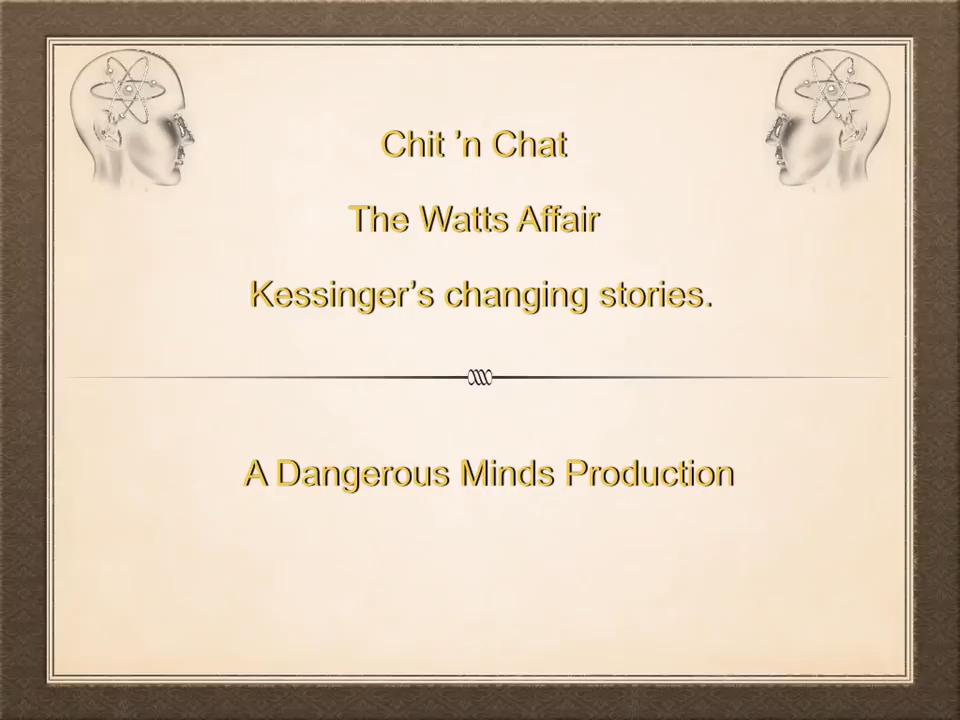 Chit ’n Chat
The Watts Affair
Kessinger’s changing stories.
A Dangerous Minds Production